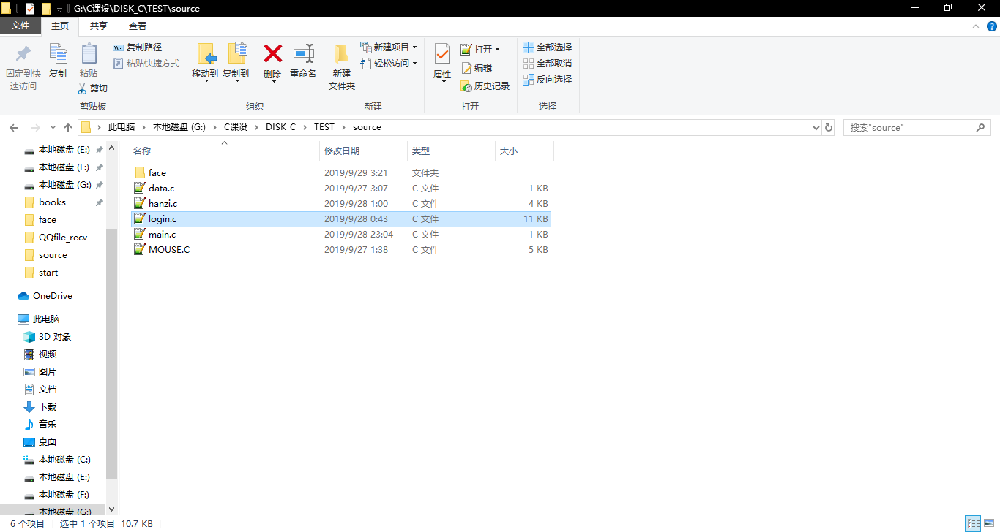 G:\C课设\DISK_C\TEST\source
文件 主页 共享 查看
固定到快速访问
复制
粘贴
复制路径
粘贴快捷方式
剪切
剪贴板
移动到
复制到
删除
重命名
组织
新建文件夹
新建项目
轻松访问
新建
属性
打开
编辑
历史记录
打开
全部选择
全部取消
反向选择
选择
此电脑 › 本地磁盘 (G:) › C课设 › DISK_C › TEST › source
搜索"source"
本地磁盘 (E:)
本地磁盘 (F:)
本地磁盘 (G:)
books
face
QQfile_recv
source
start
OneDrive
此电脑
3D 对象
视频
图片
文档
下载
音乐
桌面
本地磁盘 (C:)
本地磁盘 (E:)
本地磁盘 (F:)
本地磁盘 (G:)
名称 修改日期 类型 大小
face 2019/9/29 3:21 文件夹
data.c 2019/9/27 3:07 C 文件 1 KB
hanzi.c 2019/9/28 1:00 C 文件 4 KB
login.c 2019/9/28 0:43 C 文件 11 KB
main.c 2019/9/28 23:04 C 文件 1 KB
MOUSE.C 2019/9/27 1:38 C 文件 5 KB
6 个项目 选中 1 个项目 10.7 KB